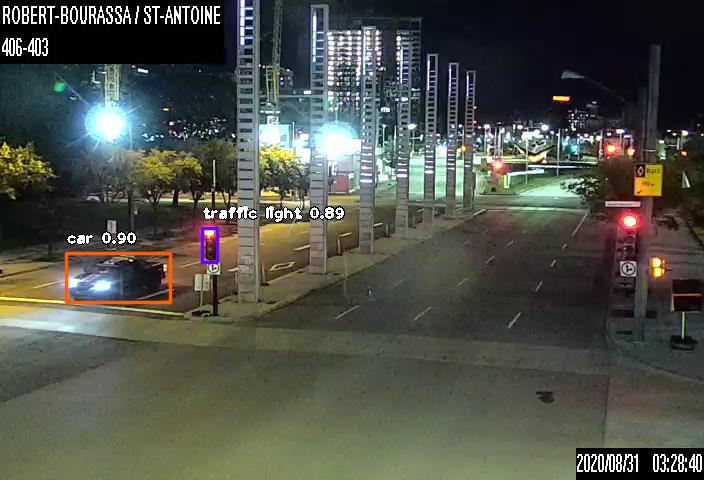 ROBERT-BOURASSA / ST-ANTOINE
406-403
traffic light 0.89
car 0.90
2020/08/31 03:28:40